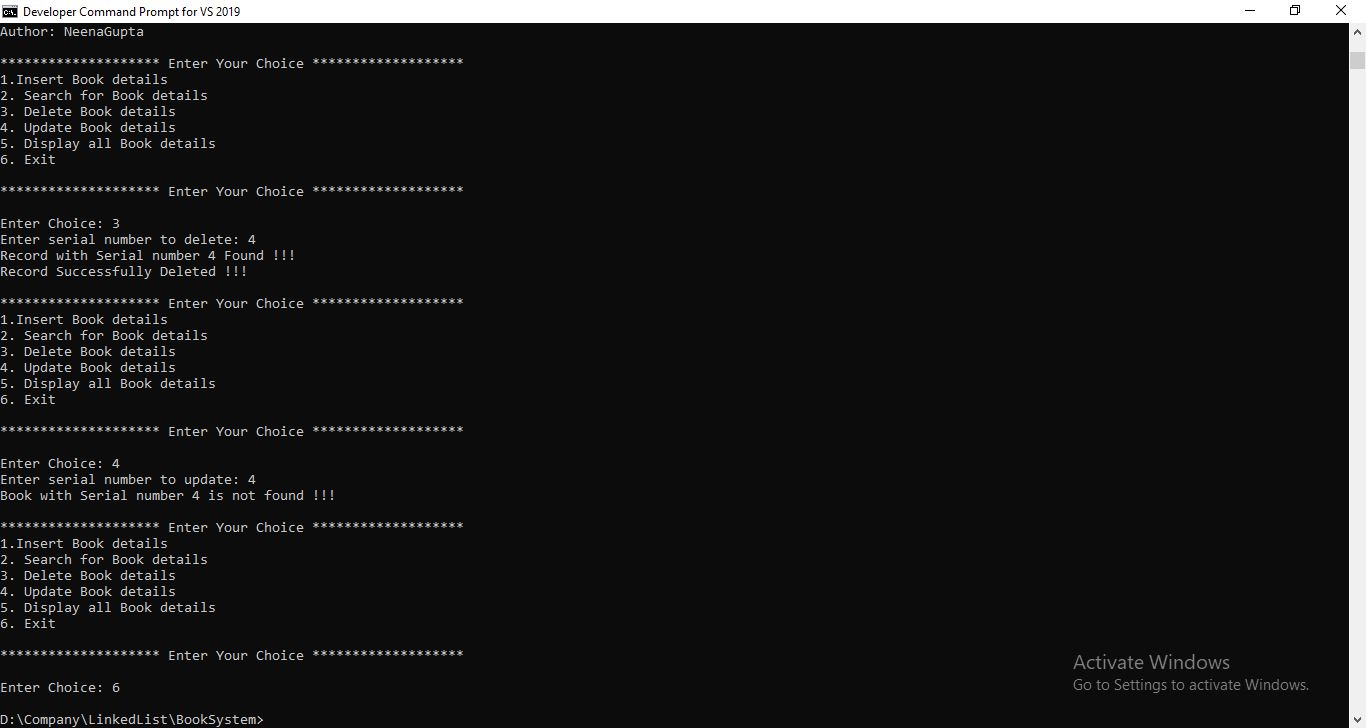 Developer Command Prompt for VS 2019
Author: NeenaGupta
******************** Enter Your Choice *******************
1.Insert Book details
2. Search for Book details
3. Delete Book details
4. Update Book details
5. Display all Book details
6. Exit
******************** Enter Your Choice *******************
Enter Choice: 3
Enter serial number to delete: 4
Record with Serial number 4 Found !!!
Record Successfully Deleted !!!
******************** Enter Your Choice *******************
1.Insert Book details
2. Search for Book details
3. Delete Book details
4. Update Book details
5. Display all Book details
6. Exit
******************** Enter Your Choice *******************
Enter Choice: 4
Enter serial number to update: 4
Book with Serial number 4 is not found !!!
******************** Enter Your Choice *******************
1.Insert Book details
2. Search for Book details
3. Delete Book details
4. Update Book details
5. Display all Book details
6. Exit
******************** Enter Your Choice *******************
Enter Choice: 6
D:\Company\LinkedList\BookSystem>
Activate Windows
Go to Settings to activate Windows.